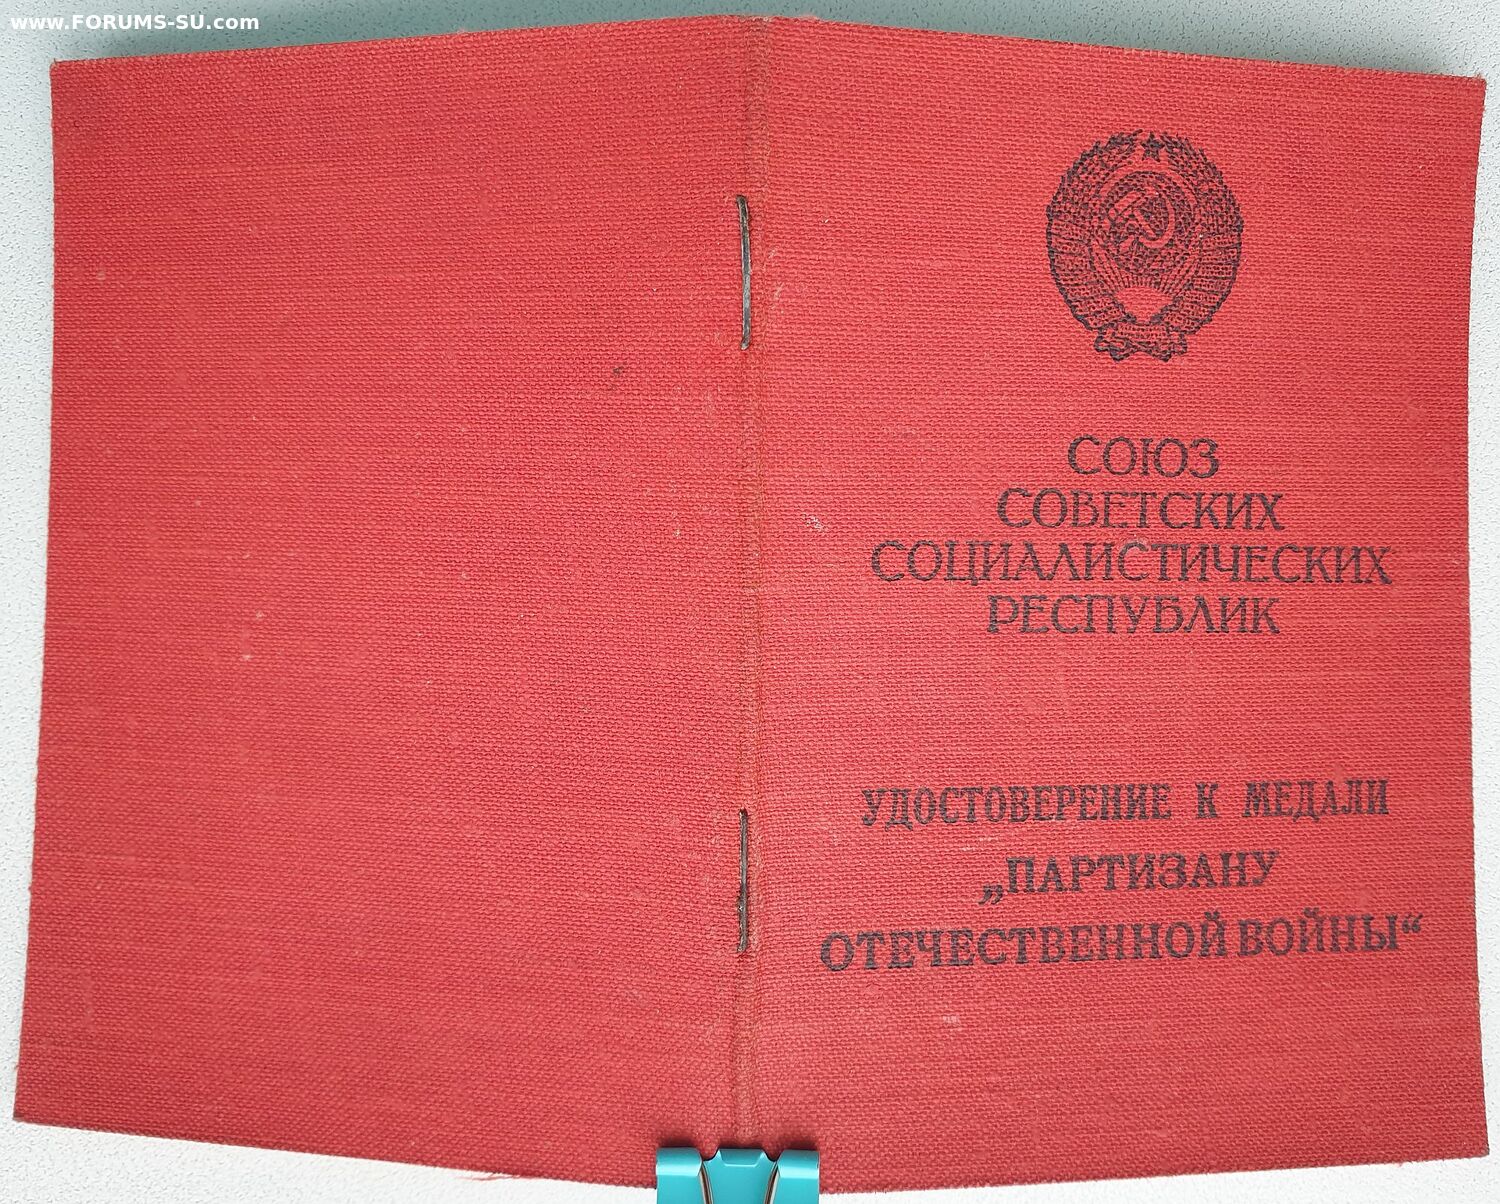 www.FORUMS-SU.com
СОЮЗ
СОВЕТСКИХ
СОЦИАЛИСТИЧЕСКИХ
РЕСПУБЛИК
УДОСТОВЕРЕНИЕ К МЕДАЛИ
„ПАРТИЗАНУ
ОТЕЧЕСТВЕННОЙ ВОЙНЫ“